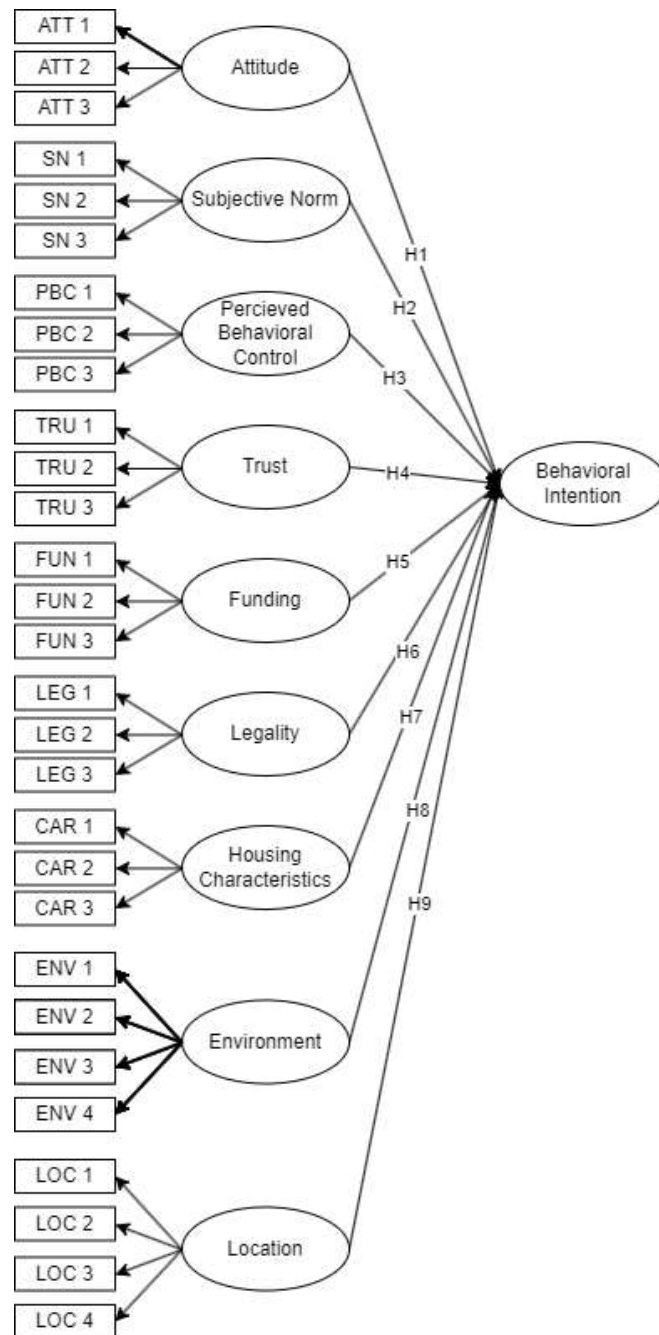 ATT 1
ATT 2
ATT 3
Attitude
SN 1
SN 2
SN 3
Subjective Norm
PBC 1
PBC 2
PBC 3
Percieved
Behavioral
Control
TRU 1
TRU 2
TRU 3
Trust
FUN 1
FUN 2
FUN 3
Funding
LEG 1
LEG 2
LEG 3
Legality
CAR 1
CAR 2
CAR 3
Housing
Characteristics
ENV 1
ENV 2
ENV 3
ENV 4
Environment
LOC 1
LOC 2
LOC 3
LOC 4
Location
H1
H2
H3
H4
H5
H6
H7
H8
H9
Behavioral
Intention